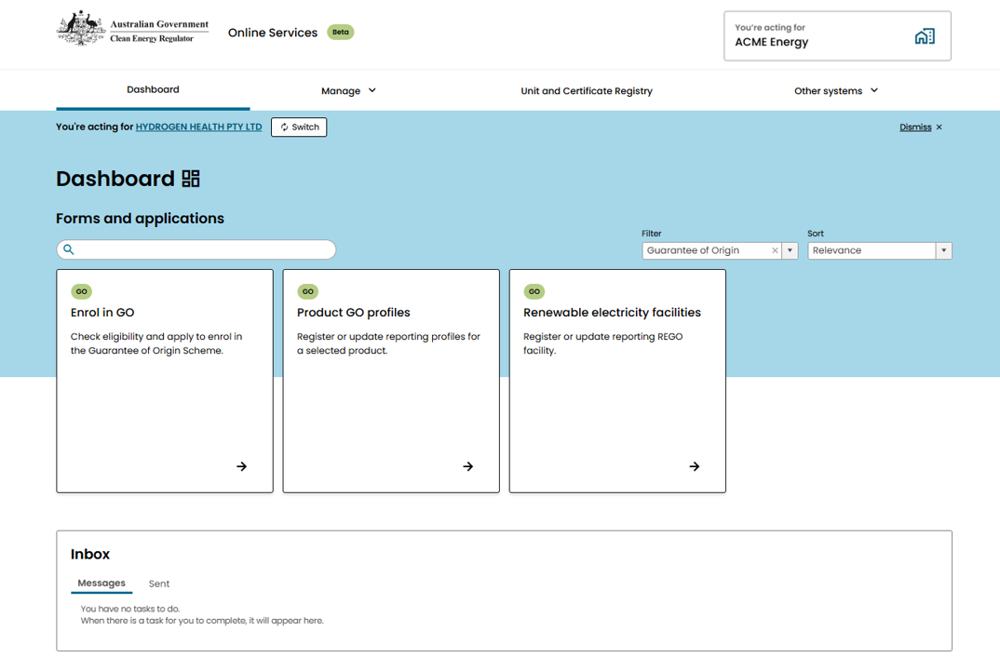 Australian Government
Clean Energy Regulator
Online Services
Beta
You're acting for
ACME Energy
Dashboard
Manage
Unit and Certificate Registry
Other systems
You're acting for HYDROGEN HEALTH PTY LTD
Switch
Dismiss
Dashboard
Forms and applications
Filter
Guarantee of Origin
Sort
Relevance
GO
Enrol in GO
Check eligibility and apply to enrol in
the Guarantee of Origin Scheme.
GO
Product GO profiles
Register or update reporting profiles for
a selected product.
GO
Renewable electricity facilities
Register or update reporting REGO
facility.
Inbox
Messages
Sent
You have no tasks to do.
When there is a task for you to complete, it will appear here.